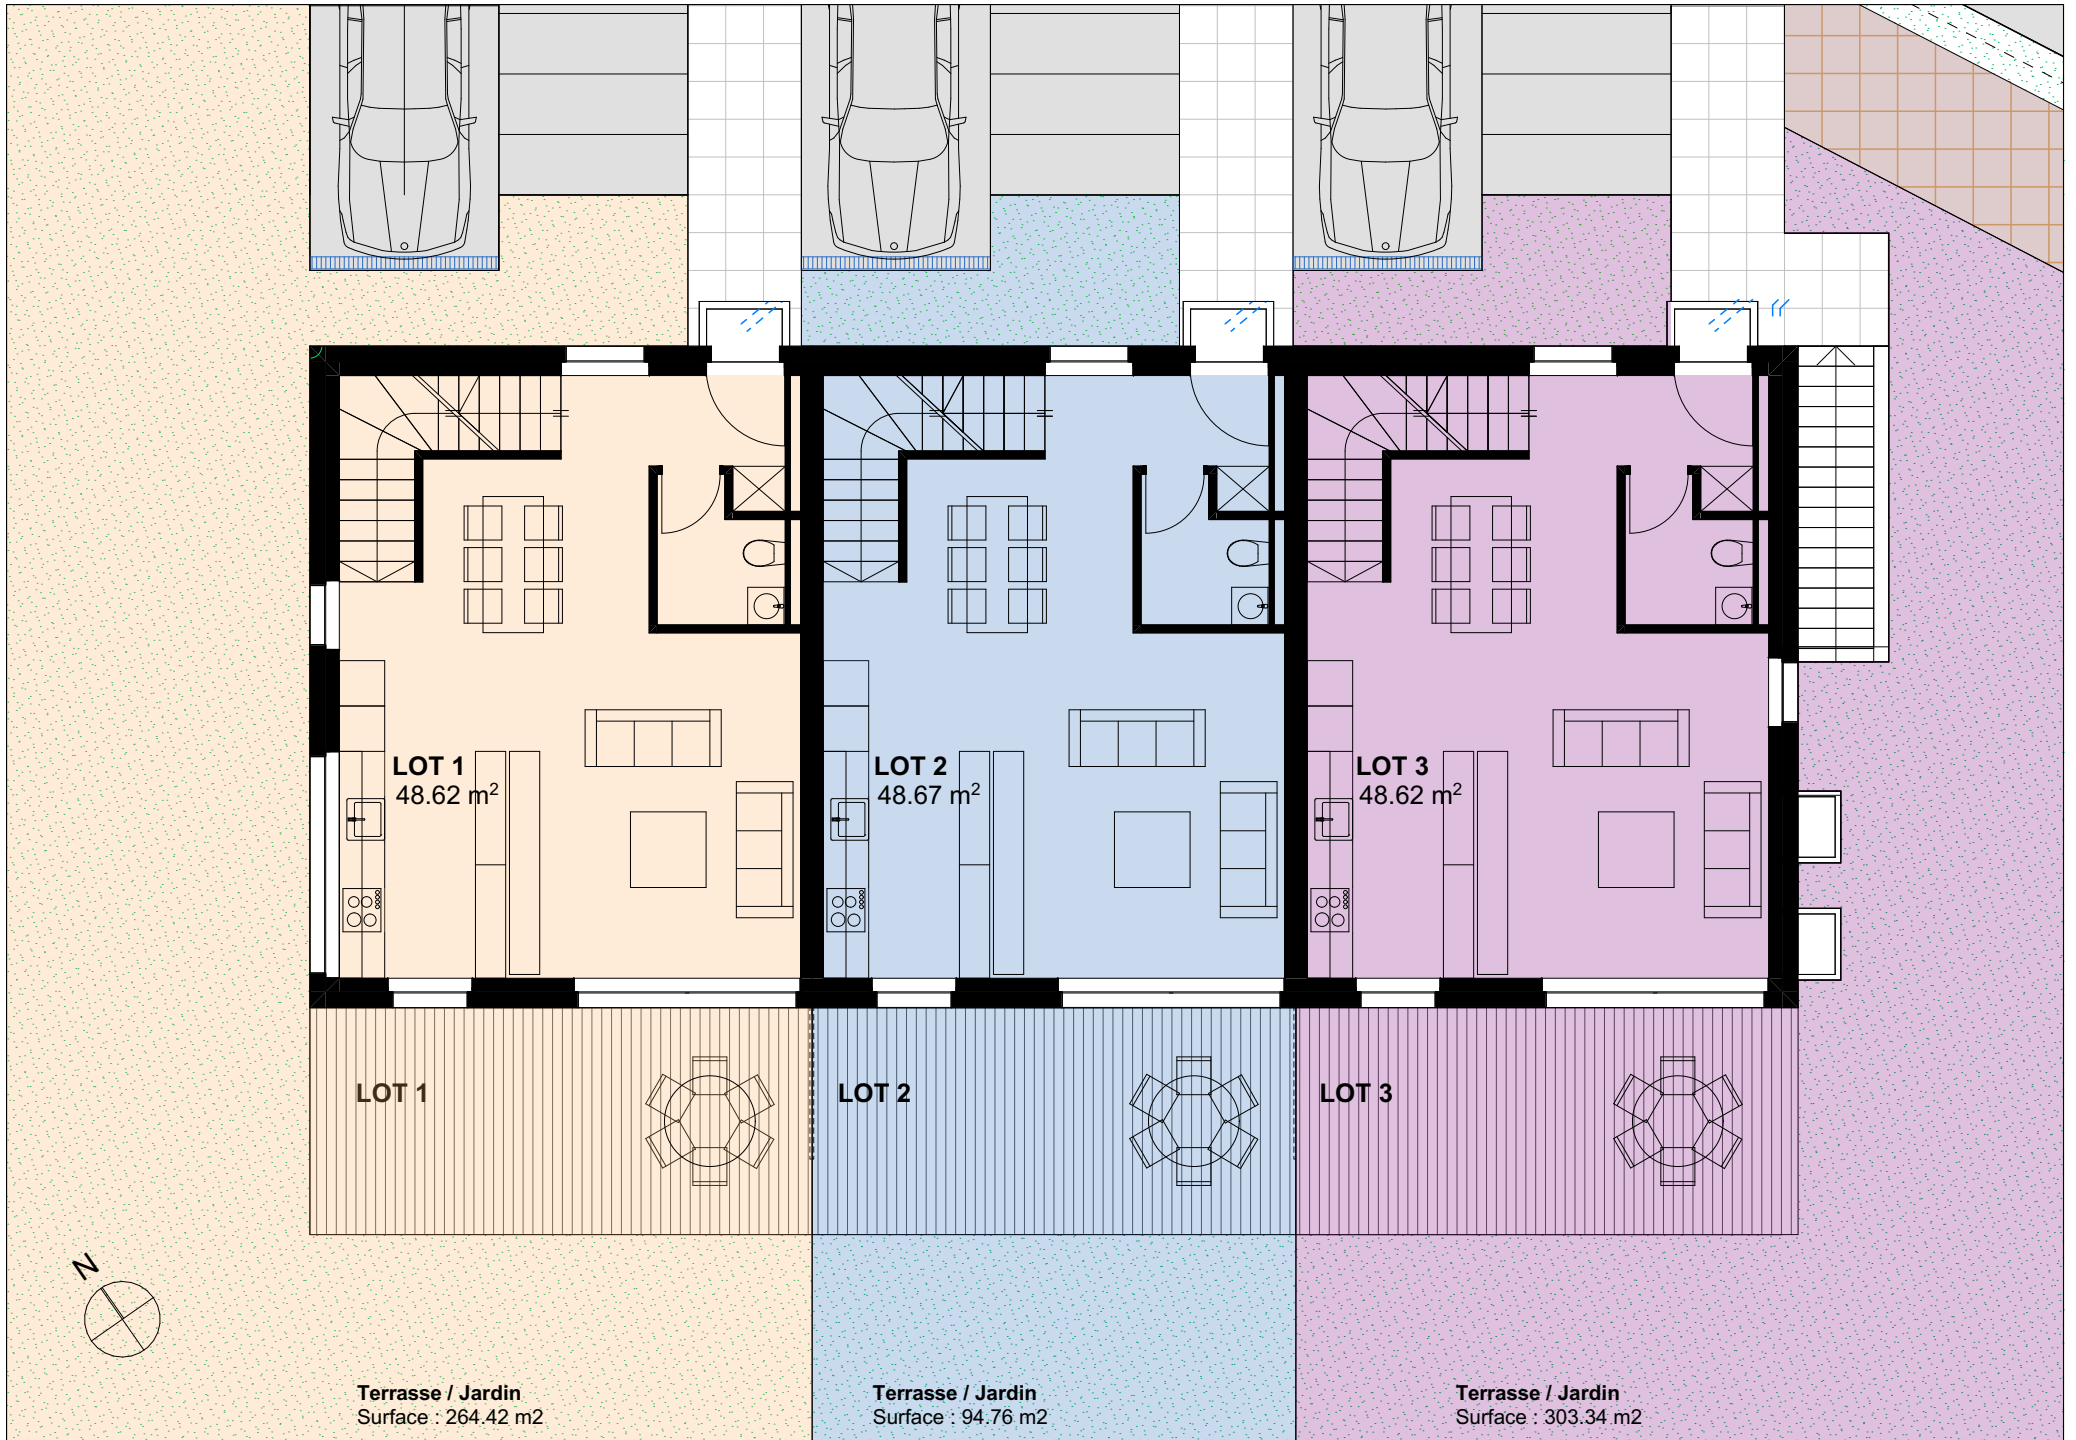 LOT 1
48.62 m²
LOT 2
48.67 m²
LOT 3
48.62 m²
LOT 1
LOT 2
LOT 3
N
Terrasse / Jardin
Surface : 264.42 m2
Terrasse / Jardin
Surface : 94.76 m2
Terrasse / Jardin
Surface : 303.34 m2